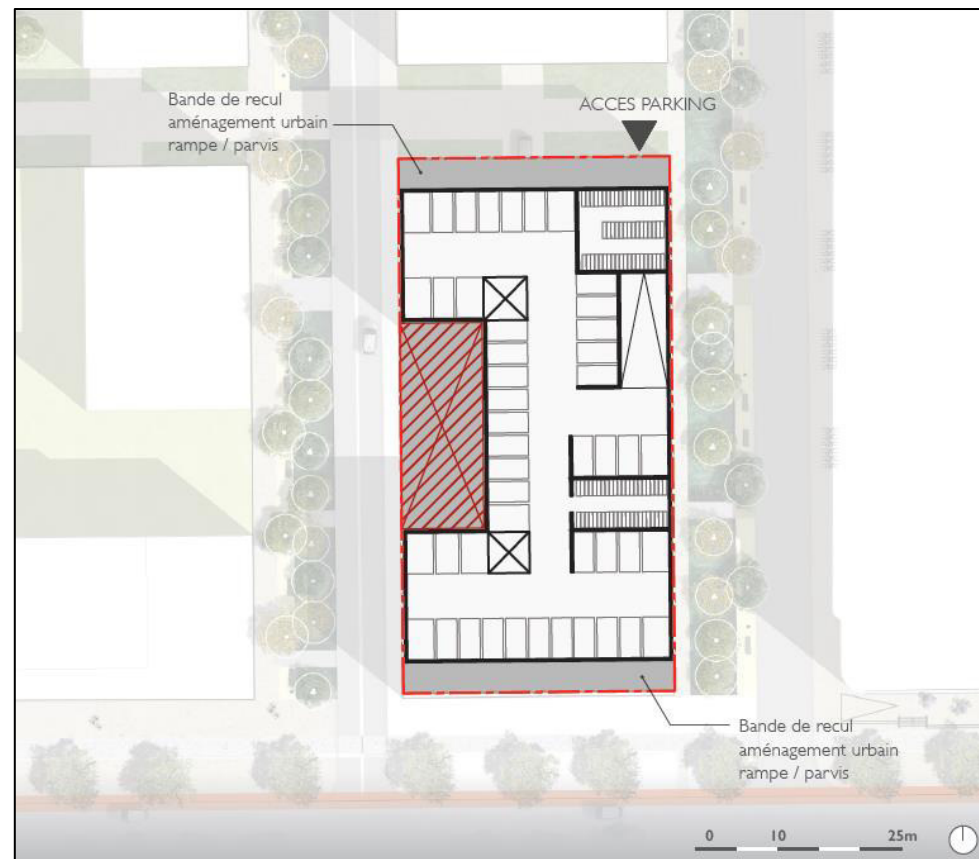 Bande de recul
aménagement urbain
rampe / parvis
ACCES PARKING
Bande de recul
aménagement urbain
rampe / parvis
0 10 25m